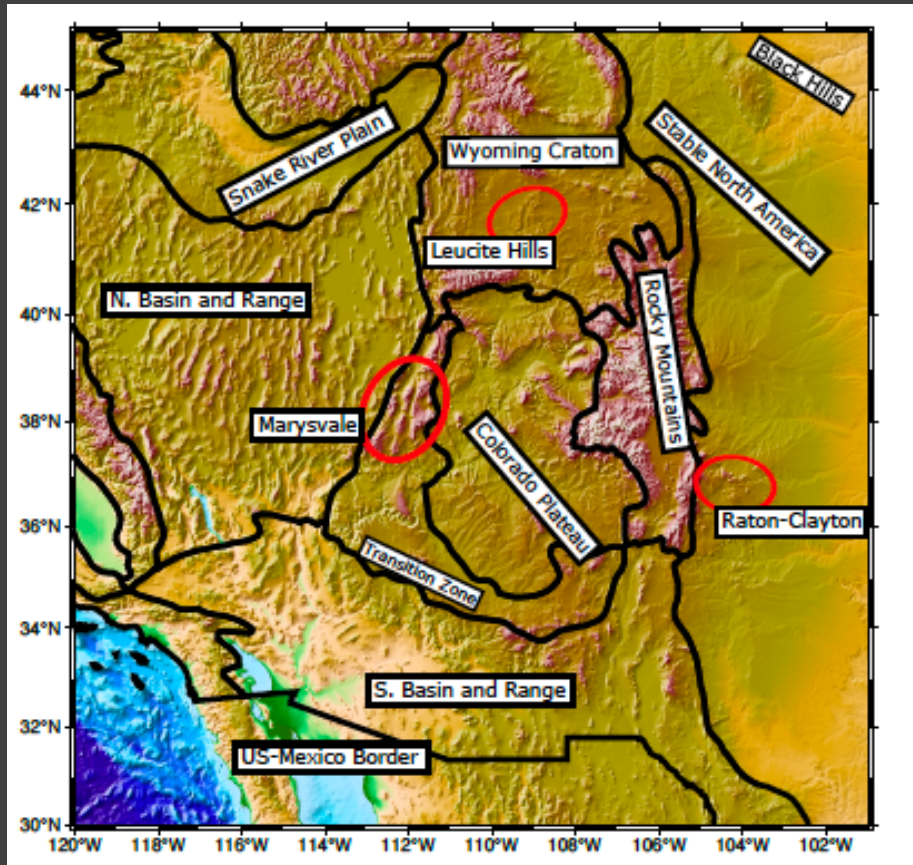 Black Hills
44°N
Stable North America
Snake River Plain
Wyoming Craton
42°N
Leucite Hills
N. Basin and Range
40°N
Rocky Mountains
38°N
Marysvale
Colorado Plateau
36°N
Raton-Clayton
Transition Zone
34°N
S. Basin and Range
32°N
US-Mexico Border
30°N
120°W 118°W 116°W 114°W 112°W 110°W 108°W 106°W 104°W 102°W